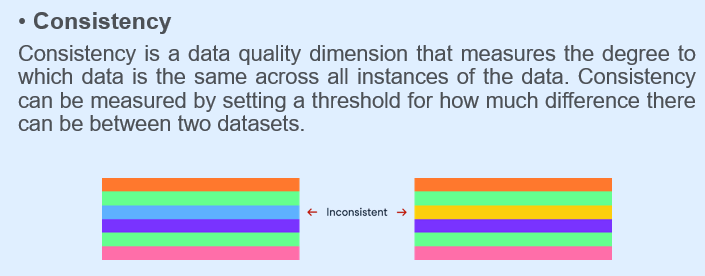 • Consistency
Consistency is a data quality dimension that measures the degree to
which data is the same across all instances of the data. Consistency
can be measured by setting a threshold for how much difference there
can be between two datasets.
← Inconsistent →